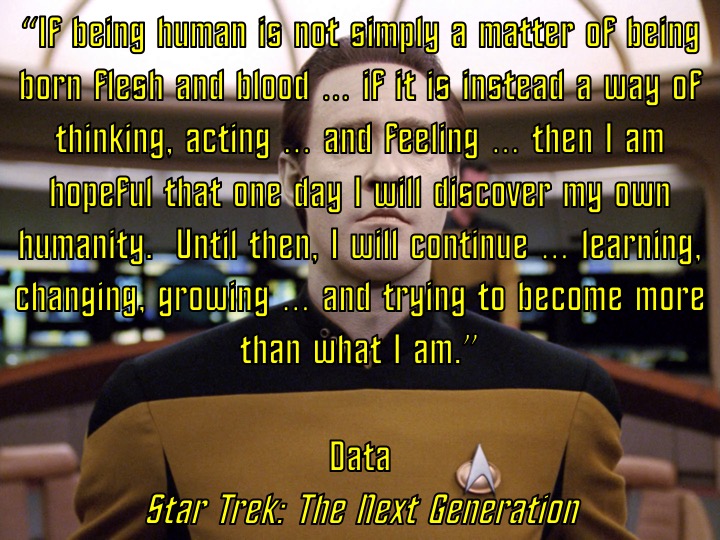 “If being human is not simply a matter of being
born flesh and blood ... if it is instead a way of
thinking, acting ... and feeling ... then I am
hopeful that one day I will discover my own
humanity.  Until then, I will continue ... learning,
changing, growing ... and trying to become more
than what I am.”
Data
Star Trek: The Next Generation